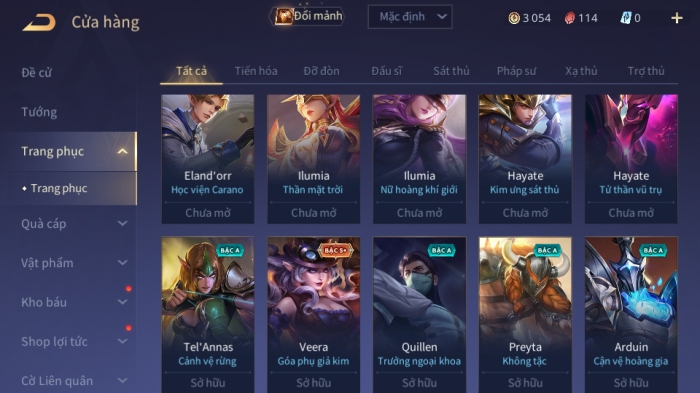 Cửa hàng
Đổi mảnh
Mặc định
3 054
114
0
Đề cử
Tướng
Trang phục
Trang phục
Quà cáp
Vật phẩm
Kho báu
Shop lợi tức
Cờ Liên quân
Tất cả
Tiến hóa
Đỡ đòn
Đấu sĩ
Sát thủ
Pháp sư
Xạ thủ
Trợ thủ
Eland'orr
Học viện Carano
Chưa mở
Ilumia
Thần mặt trời
Chưa mở
Ilumia
Nữ hoàng khí giới
Chưa mở
Hayate
Kim ưng sát thủ
Chưa mở
Hayate
Tử thần vũ trụ
Chưa mở
BẬC A
Tel'Annas
Cảnh vệ rừng
Sở hữu
BẬC S+
Veera
Góa phụ giả kim
Sở hữu
BẬC A
Quillen
Trưởng ngoại khoa
Sở hữu
BẬC A
Preyta
Không tặc
Sở hữu
BẬC A
Arduin
Cận vệ hoàng gia
Sở hữu